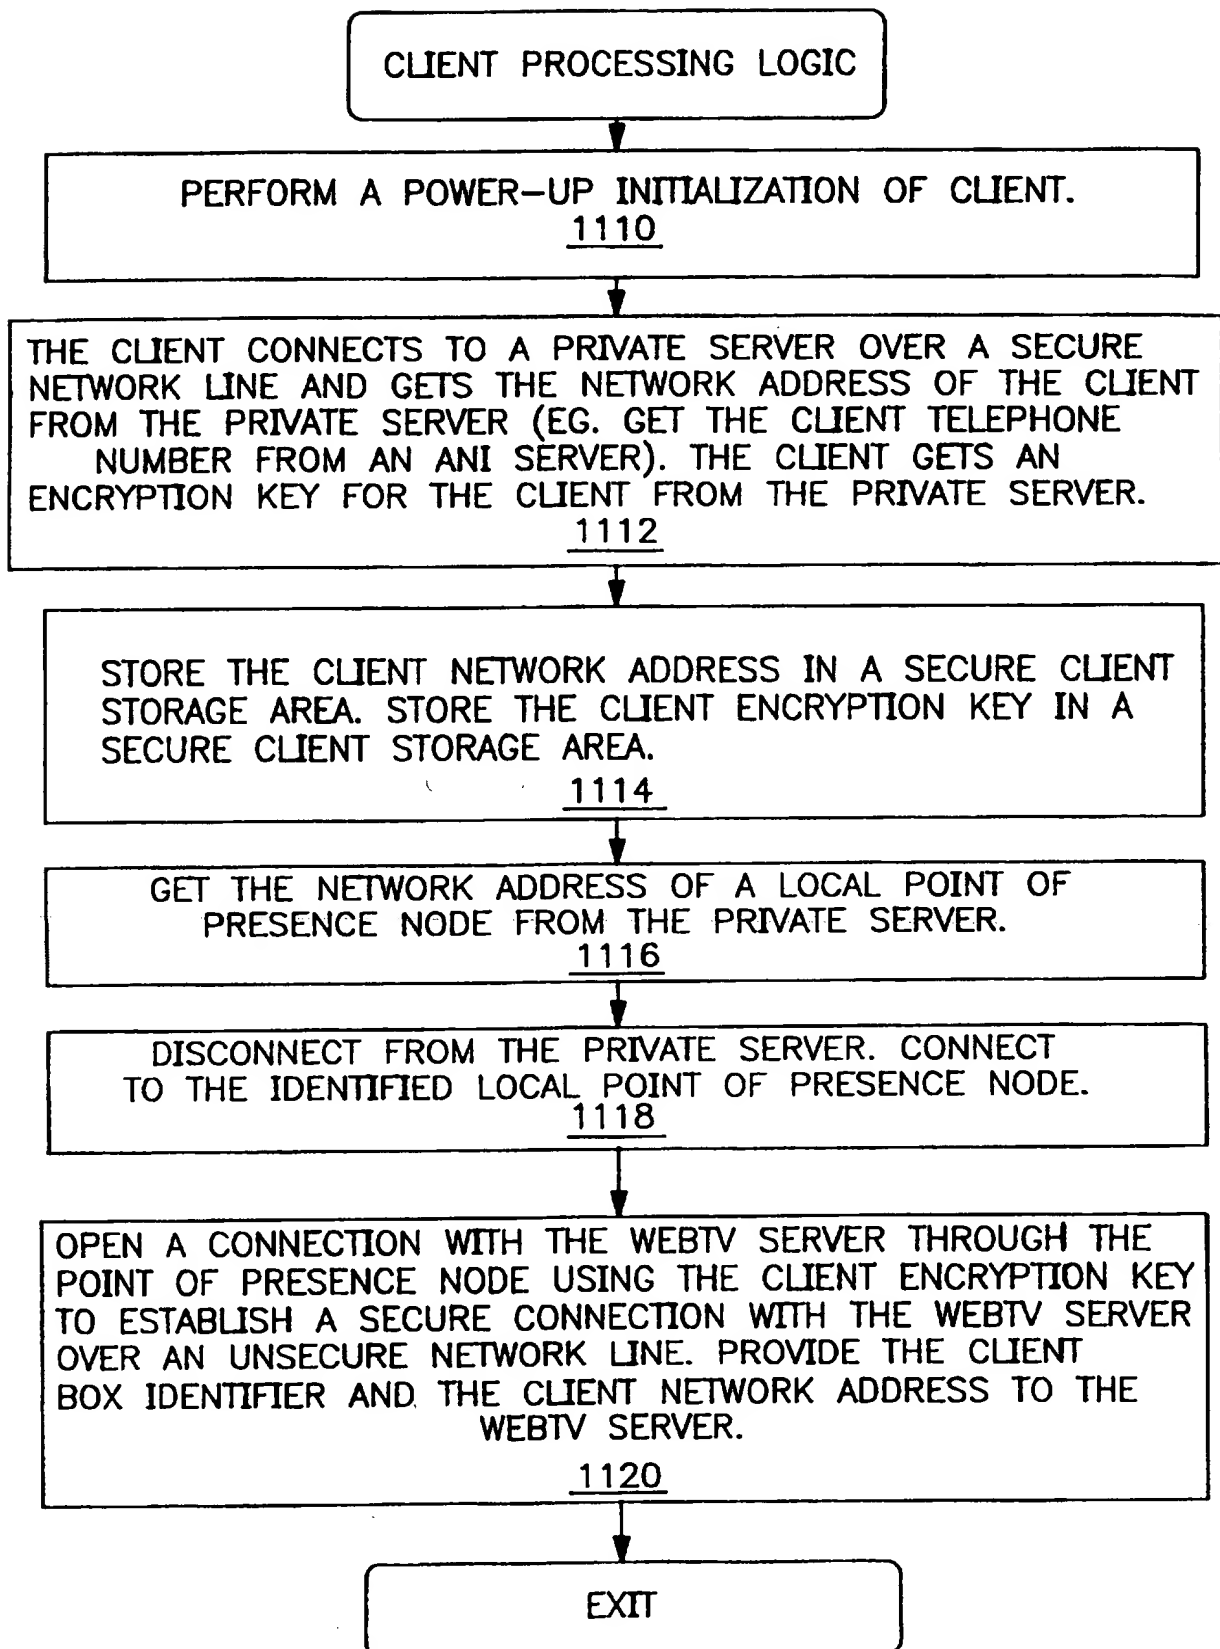 CLIENT PROCESSING LOGIC
PERFORM A POWER-UP INITIALIZATION OF CLIENT.
1110
THE CLIENT CONNECTS TO A PRIVATE SERVER OVER A SECURE
NETWORK LINE AND GETS THE NETWORK ADDRESS OF THE CLIENT
FROM THE PRIVATE SERVER (EG. GET THE CLIENT TELEPHONE
NUMBER FROM AN ANI SERVER). THE CLIENT GETS AN
ENCRYPTION KEY FOR THE CLIENT FROM THE PRIVATE SERVER.
1112
STORE THE CLIENT NETWORK ADDRESS IN A SECURE CLIENT
STORAGE AREA. STORE THE CLIENT ENCRYPTION KEY IN A
SECURE CLIENT STORAGE AREA.
1114
GET THE NETWORK ADDRESS OF A LOCAL POINT OF
PRESENCE NODE FROM THE PRIVATE SERVER.
1116
DISCONNECT FROM THE PRIVATE SERVER. CONNECT
TO THE IDENTIFIED LOCAL POINT OF PRESENCE NODE.
1118
OPEN A CONNECTION WITH THE WEBTV SERVER THROUGH THE
POINT OF PRESENCE NODE USING THE CLIENT ENCRYPTION KEY
TO ESTABLISH A SECURE CONNECTION WITH THE WEBTV SERVER
OVER AN UNSECURE NETWORK LINE. PROVIDE THE CLIENT
BOX IDENTIFIER AND THE CLIENT NETWORK ADDRESS TO THE
WEBTV SERVER.
1120
EXIT